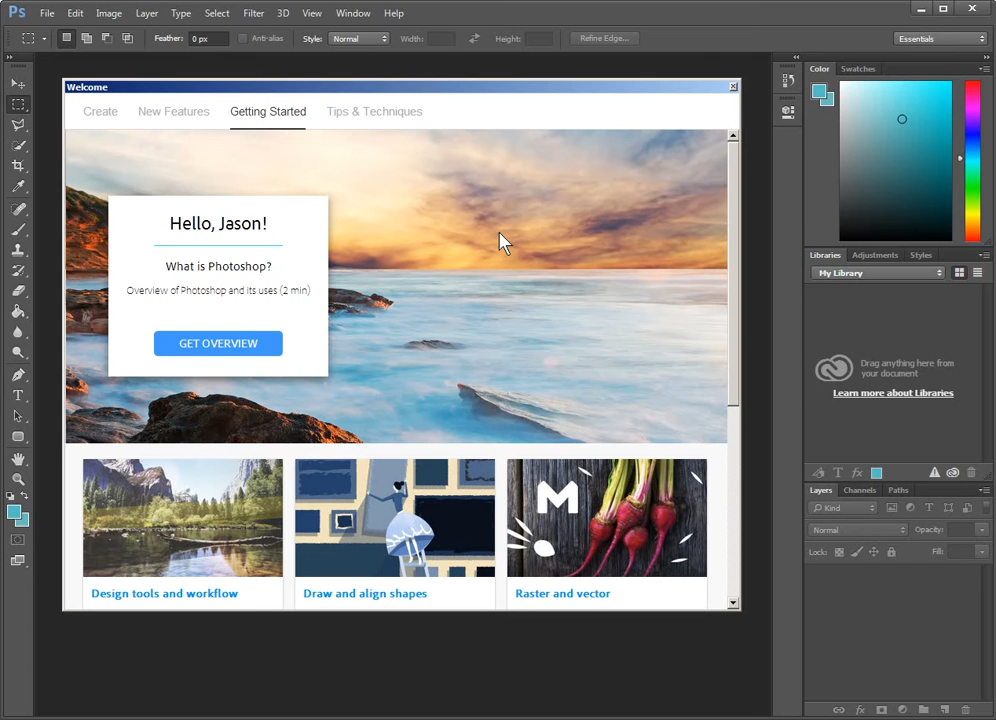 Ps File Edit Image Layer Type Select Filter 3D View Window Help
Feather: 0 px Anti-alias Style: Normal Width: Height: Refine Edge... Essentials
Welcome
Create New Features Getting Started Tips & Techniques
Hello, Jason!
What is Photoshop?
Overview of Photoshop and its uses (2 min)
GET OVERVIEW
M
Design tools and workflow Draw and align shapes Raster and vector
Color Swatches
Libraries Adjustments Styles
My Library
Drag anything here from
your document
Learn more about Libraries
T fx
Layers Channels Paths
Kind T
Normal Opacity:
Lock: Fill:
fx
T